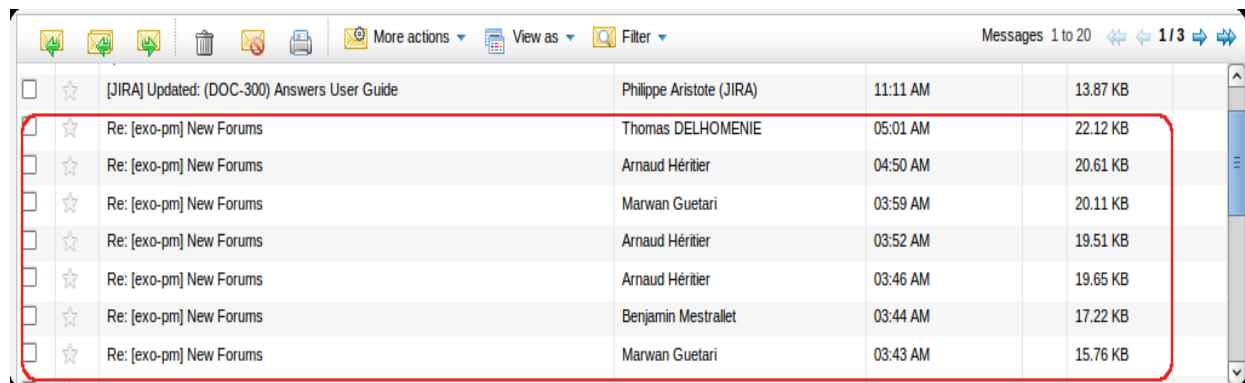 More actions View as Filter Messages 1 to 20 1 / 3
[JIRA] Updated: (DOC-300) Answers User Guide Philippe Aristote (JIRA) 11:11 AM 13.87 KB
Re: [exo-pm] New Forums Thomas DELHOMENIE 05:01 AM 22.12 KB
Re: [exo-pm] New Forums Arnaud Héritier 04:50 AM 20.61 KB
Re: [exo-pm] New Forums Marwan Guetari 03:59 AM 20.11 KB
Re: [exo-pm] New Forums Arnaud Héritier 03:52 AM 19.51 KB
Re: [exo-pm] New Forums Arnaud Héritier 03:46 AM 19.65 KB
Re: [exo-pm] New Forums Benjamin Mestrallet 03:44 AM 17.22 KB
Re: [exo-pm] New Forums Marwan Guetari 03:43 AM 15.76 KB